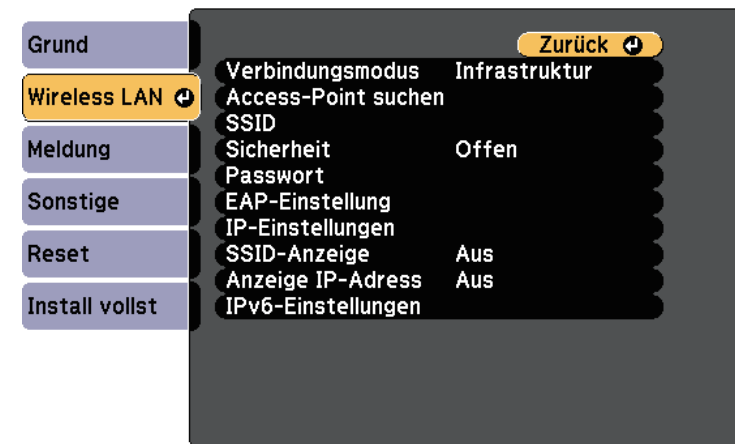 Grund
Wireless LAN
Meldung
Sonstige
Reset
Install vollst
Zurück
Verbindungsmodus Infrastruktur
Access-Point suchen
SSID
Sicherheit Offen
Passwort
EAP-Einstellung
IP-Einstellungen
SSID-Anzeige Aus
Anzeige IP-Adress Aus
IPv6-Einstellungen